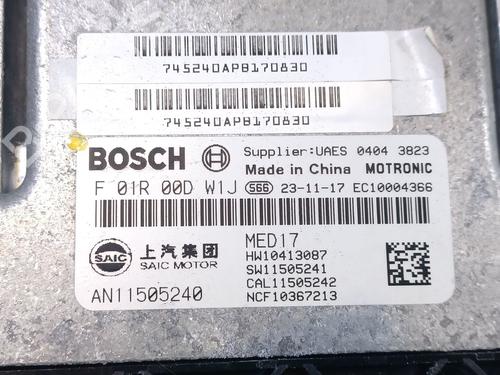 745240APB170830
745240APB170830
BOSCH Supplier:UAES 0404 3823
Made in China MOTRONIC
F 01R 00D W1J 566 23-11-17 EC10004366
SAIC 上汽集团 SAIC MOTOR
MED17
HW10413087
SW11505241
CAL11505242
NCF10367213
AN11505240